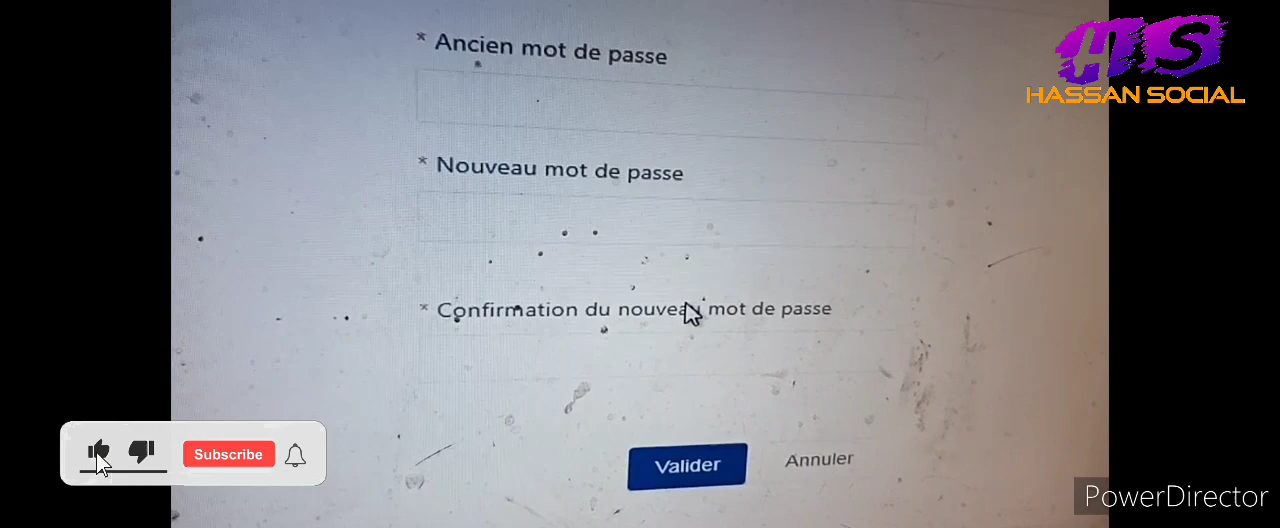 * Ancien mot de passe
HS
HASSAN SOCIAL
* Nouveau mot de passe
* Confirmation du nouveau mot de passe
Subscribe
Valider
Annuler
PowerDirector